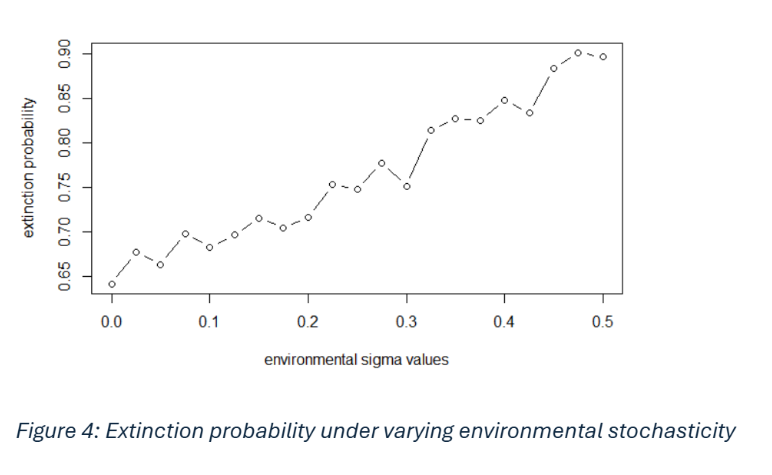 0.90
0.85
0.80
0.75
0.70
0.65
extinction probability
0.0 0.1 0.2 0.3 0.4 0.5
environmental sigma values
Figure 4: Extinction probability under varying environmental stochasticity